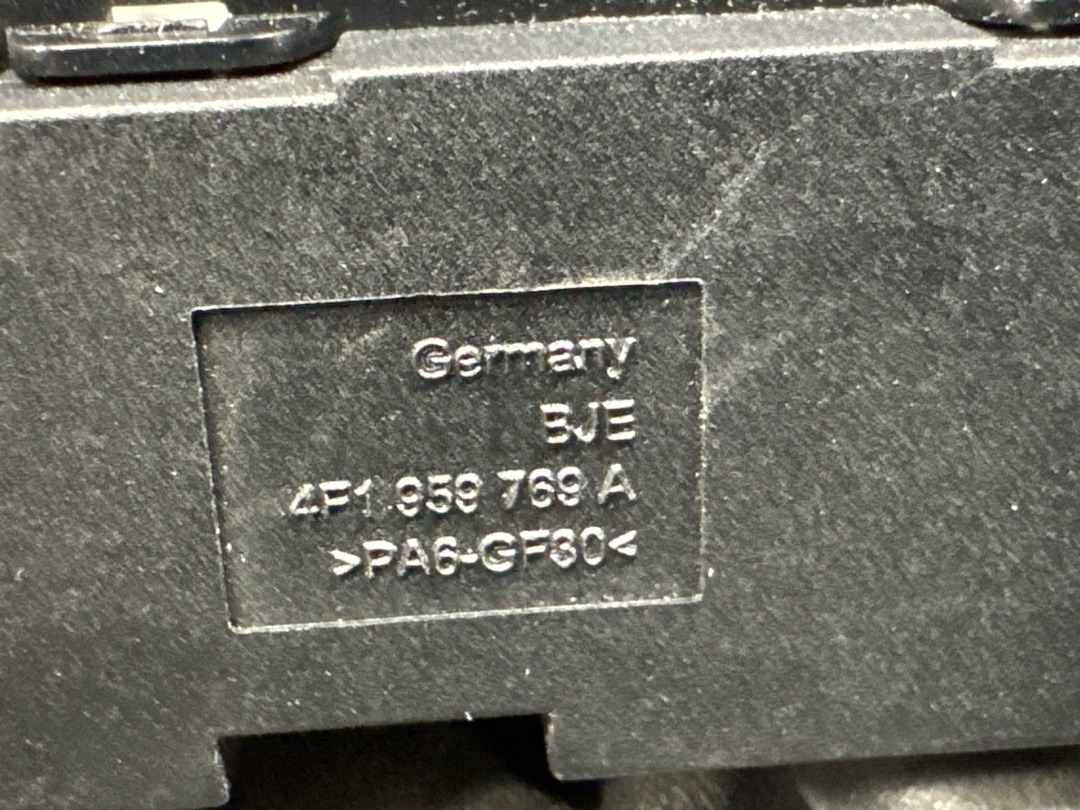 Germany
BJE
4F1.959 769 A
>PA6-GF30<